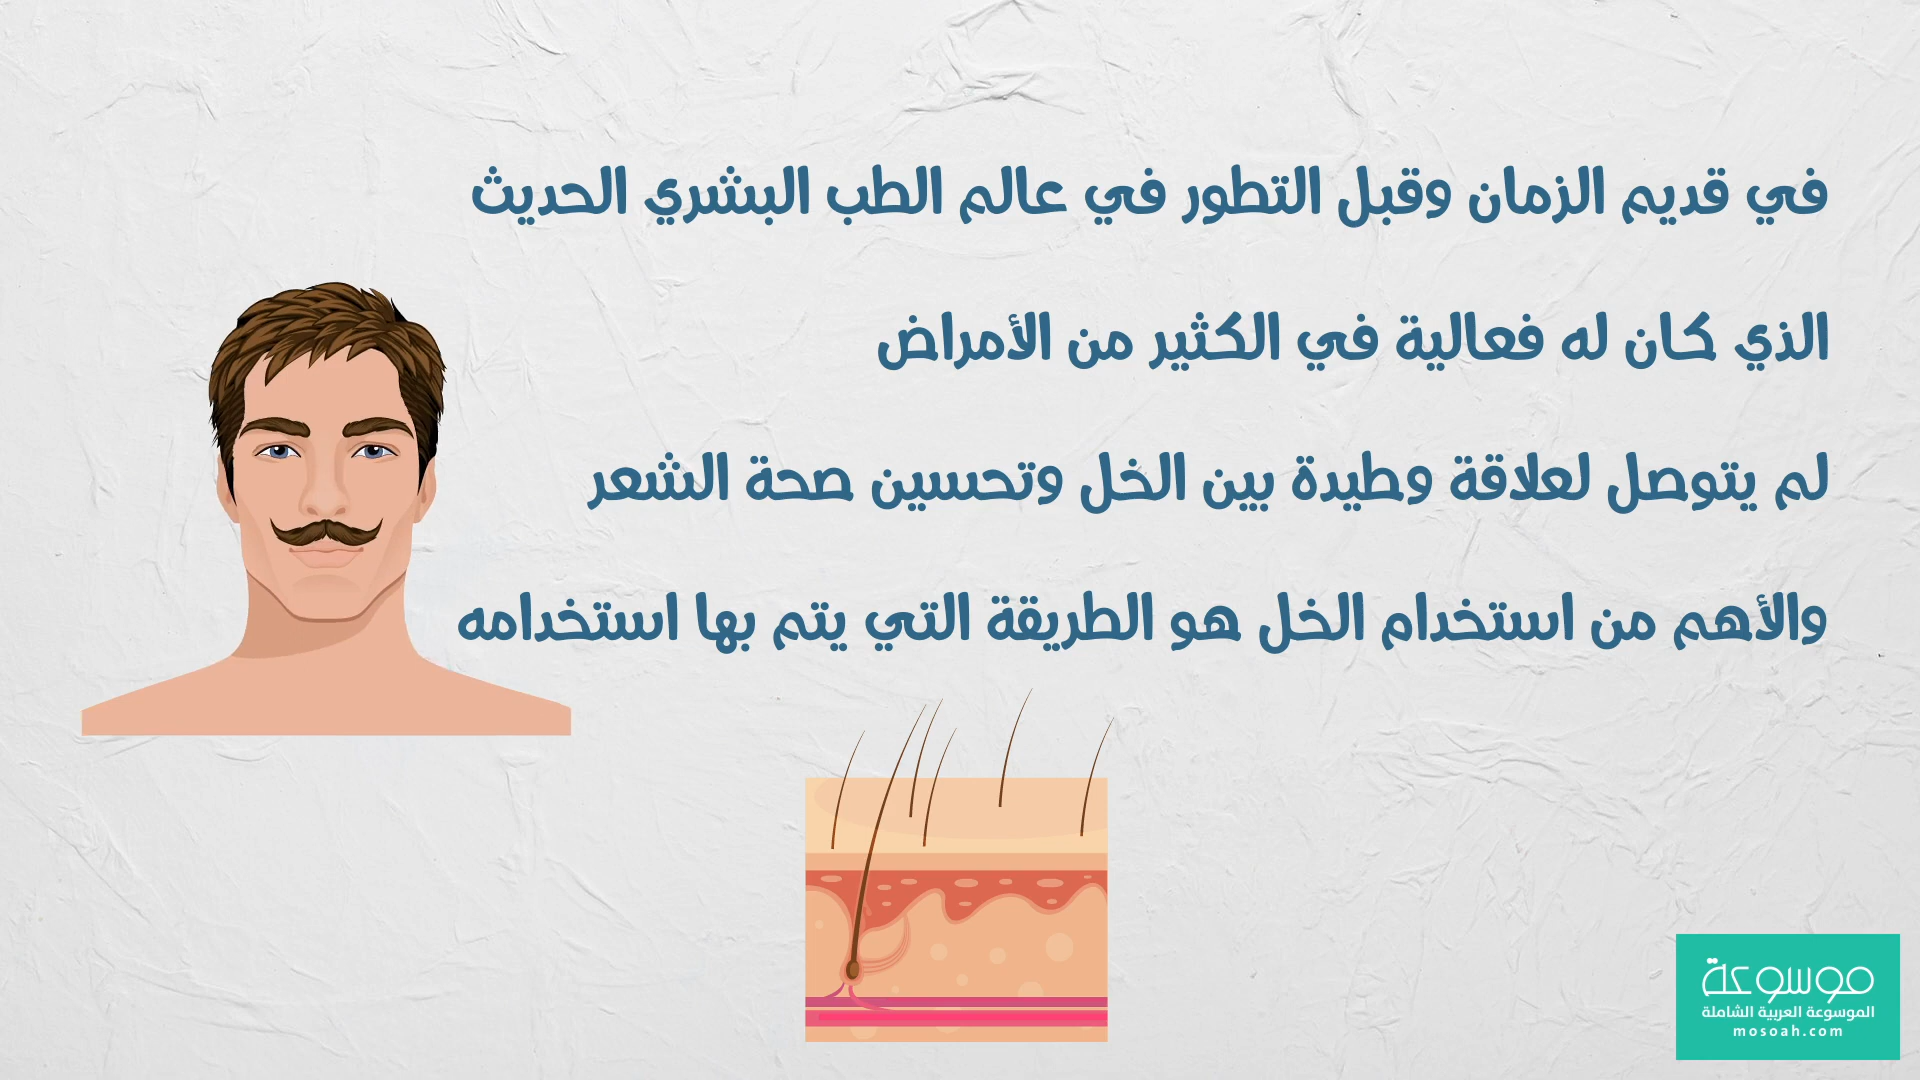 في قديم الزمان وقبل التطور في عالم الطب البشري الحديث
الذي كان له فعالية في الكثير من الأمراض
لم يتوصل لعلاقة وطيدة بين الخل وتحسين صحة الشعر
والأهم من استخدام الخل هو الطريقة التي يتم بها استخدامه
موسوعة
الموسوعة العربية الشاملة
mosoah.com